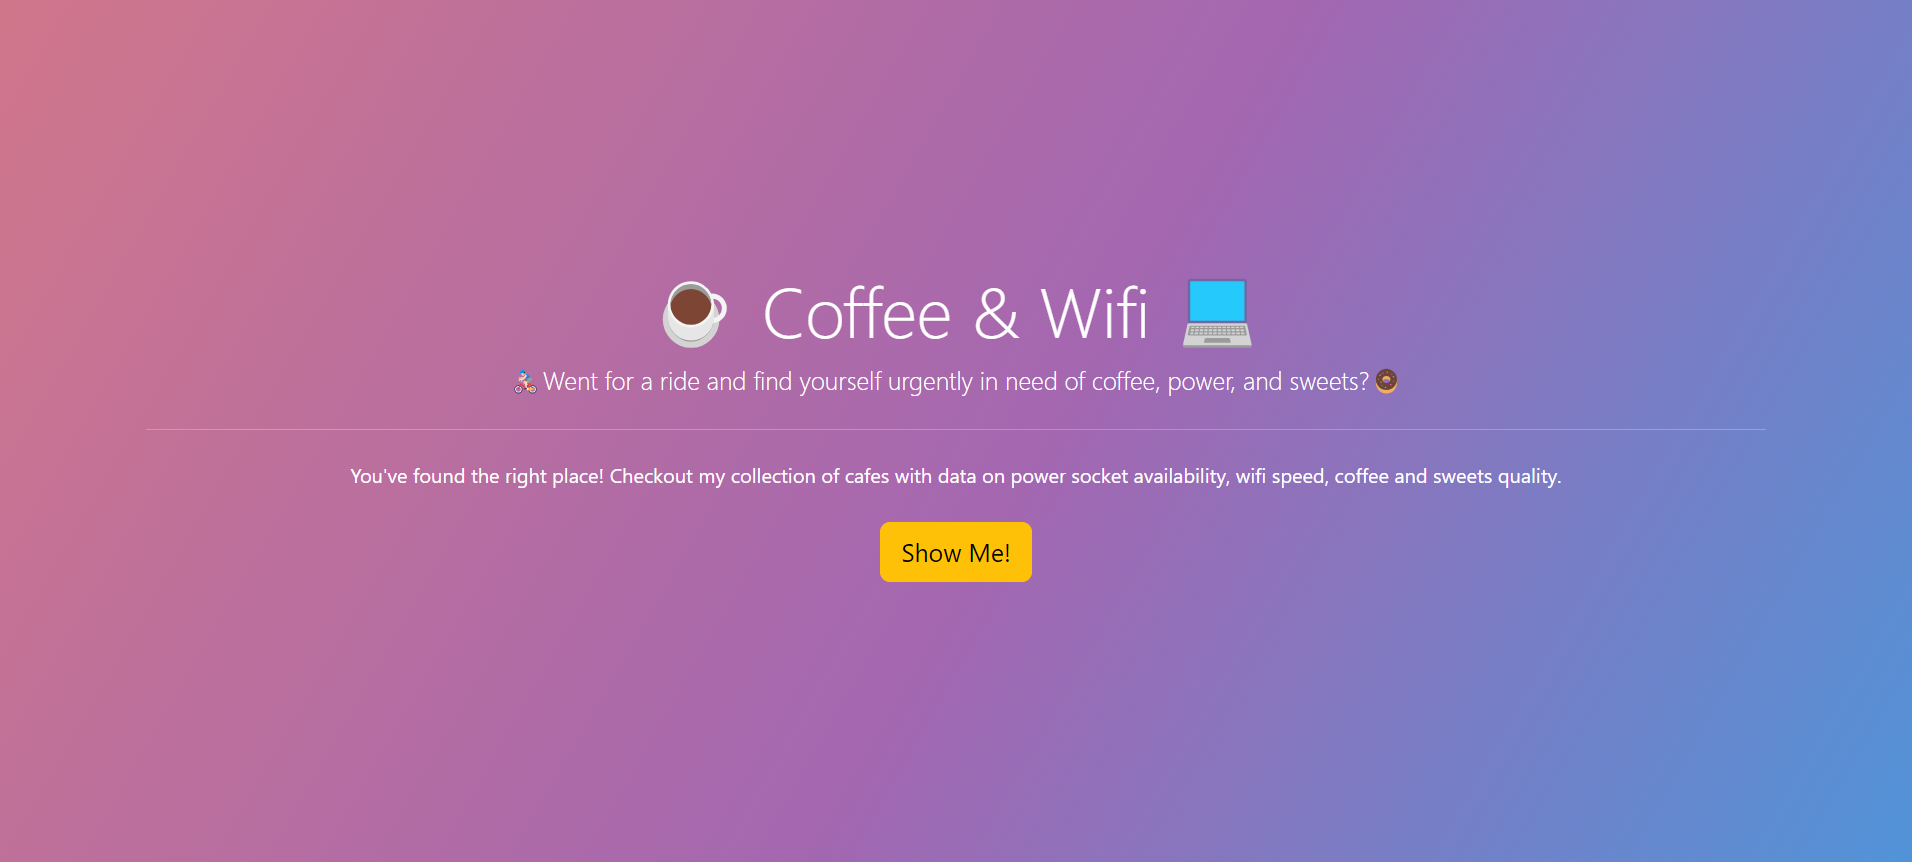 Coffee & Wifi
Went for a ride and find yourself urgently in need of coffee, power, and sweets?
You've found the right place! Checkout my collection of cafes with data on power socket availability, wifi speed, coffee and sweets quality.
Show Me!